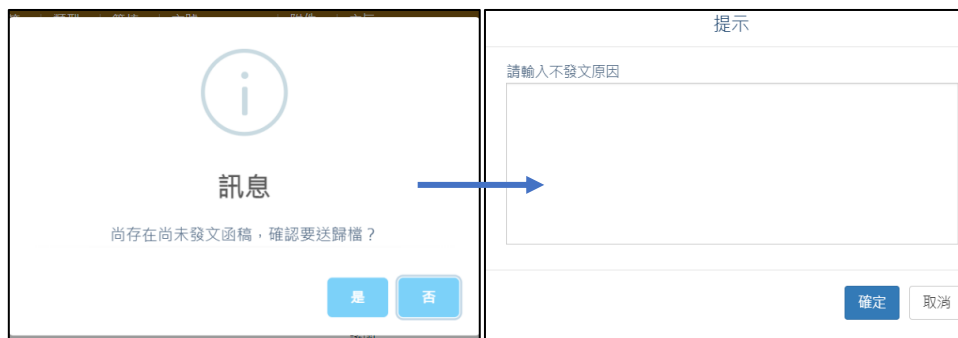 訊息
尚存在尚未發文函稿，確認要送歸檔？
是
否
提示
請輸入不發文原因
確定
取消